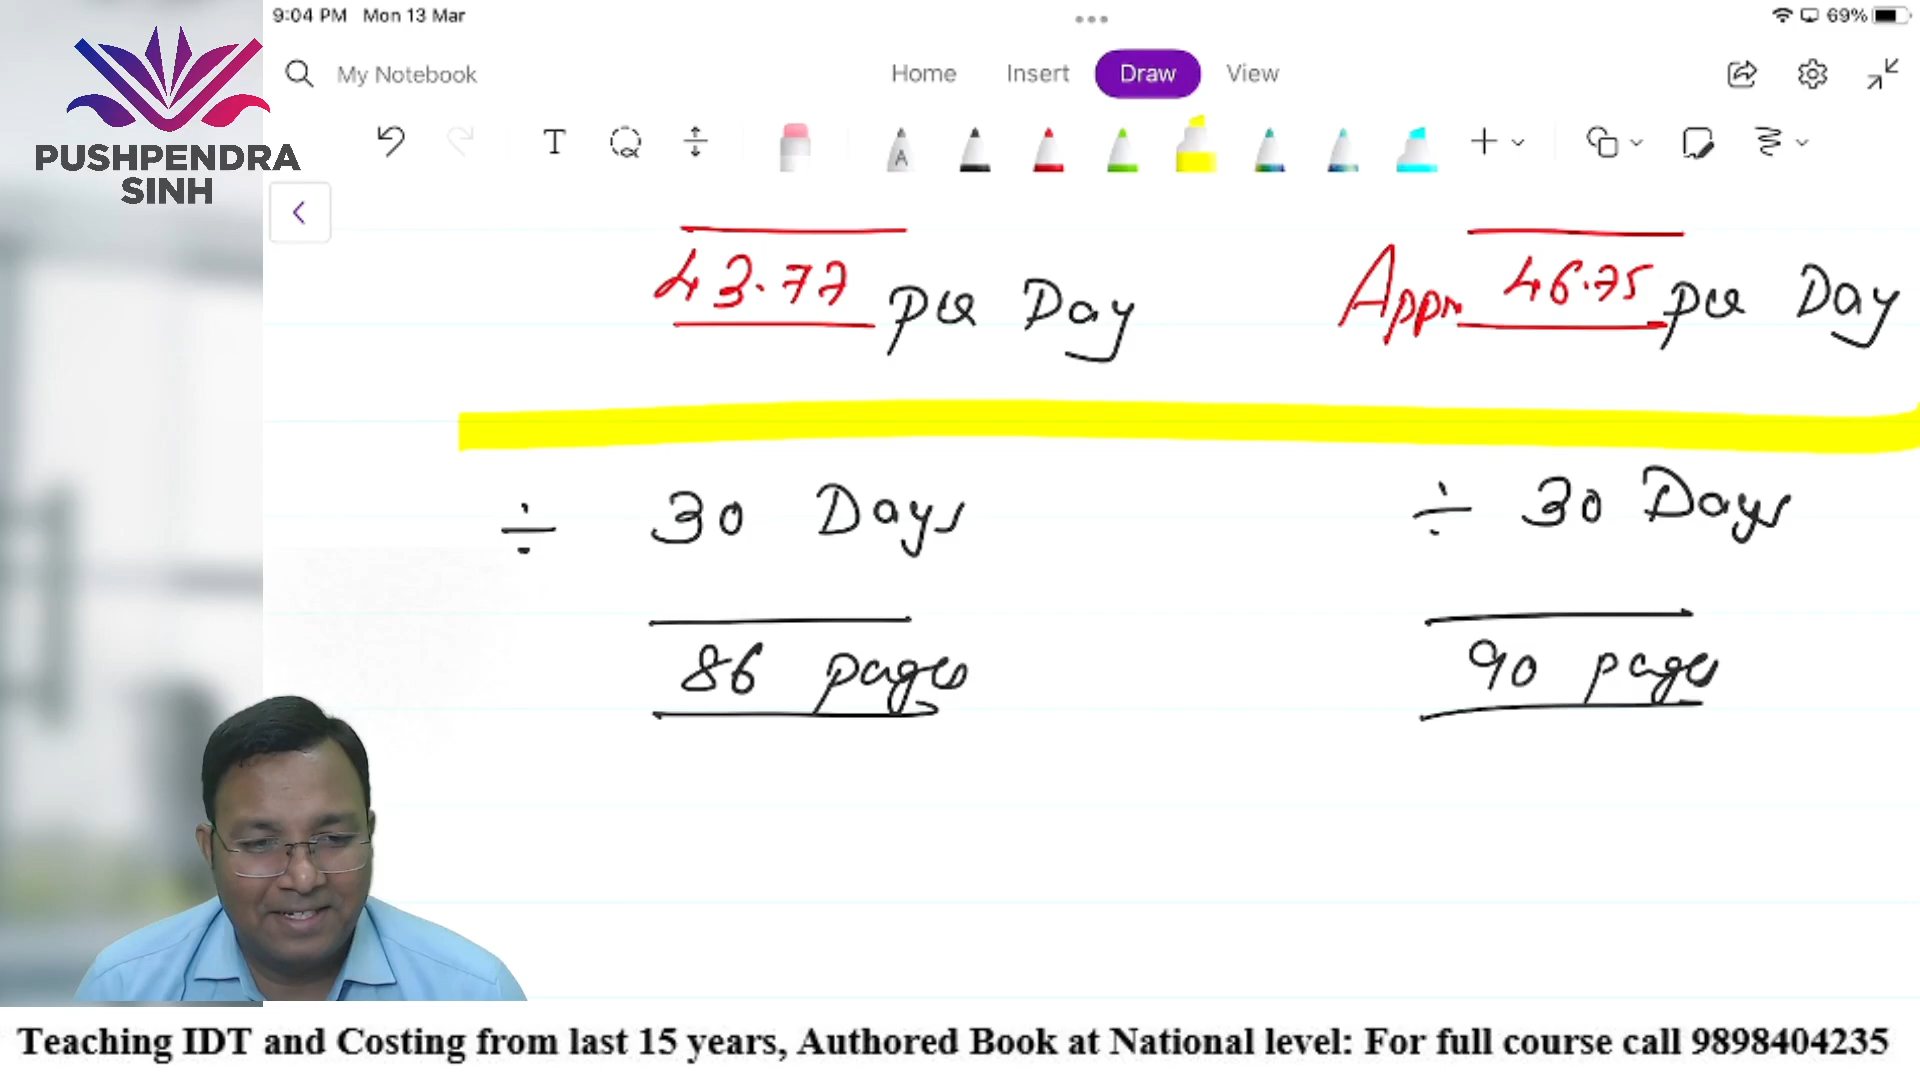 9:04 PM Mon 13 Mar
69%
PUSHPENDRA
SINH
My Notebook
Home Insert Draw View
T
A
43.77 per Day
Appr. 46.75 per Day
÷ 30 Days
÷ 30 Days
86 pages
90 pages
Teaching IDT and Costing from last 15 years, Authored Book at National level: For full course call 9898404235